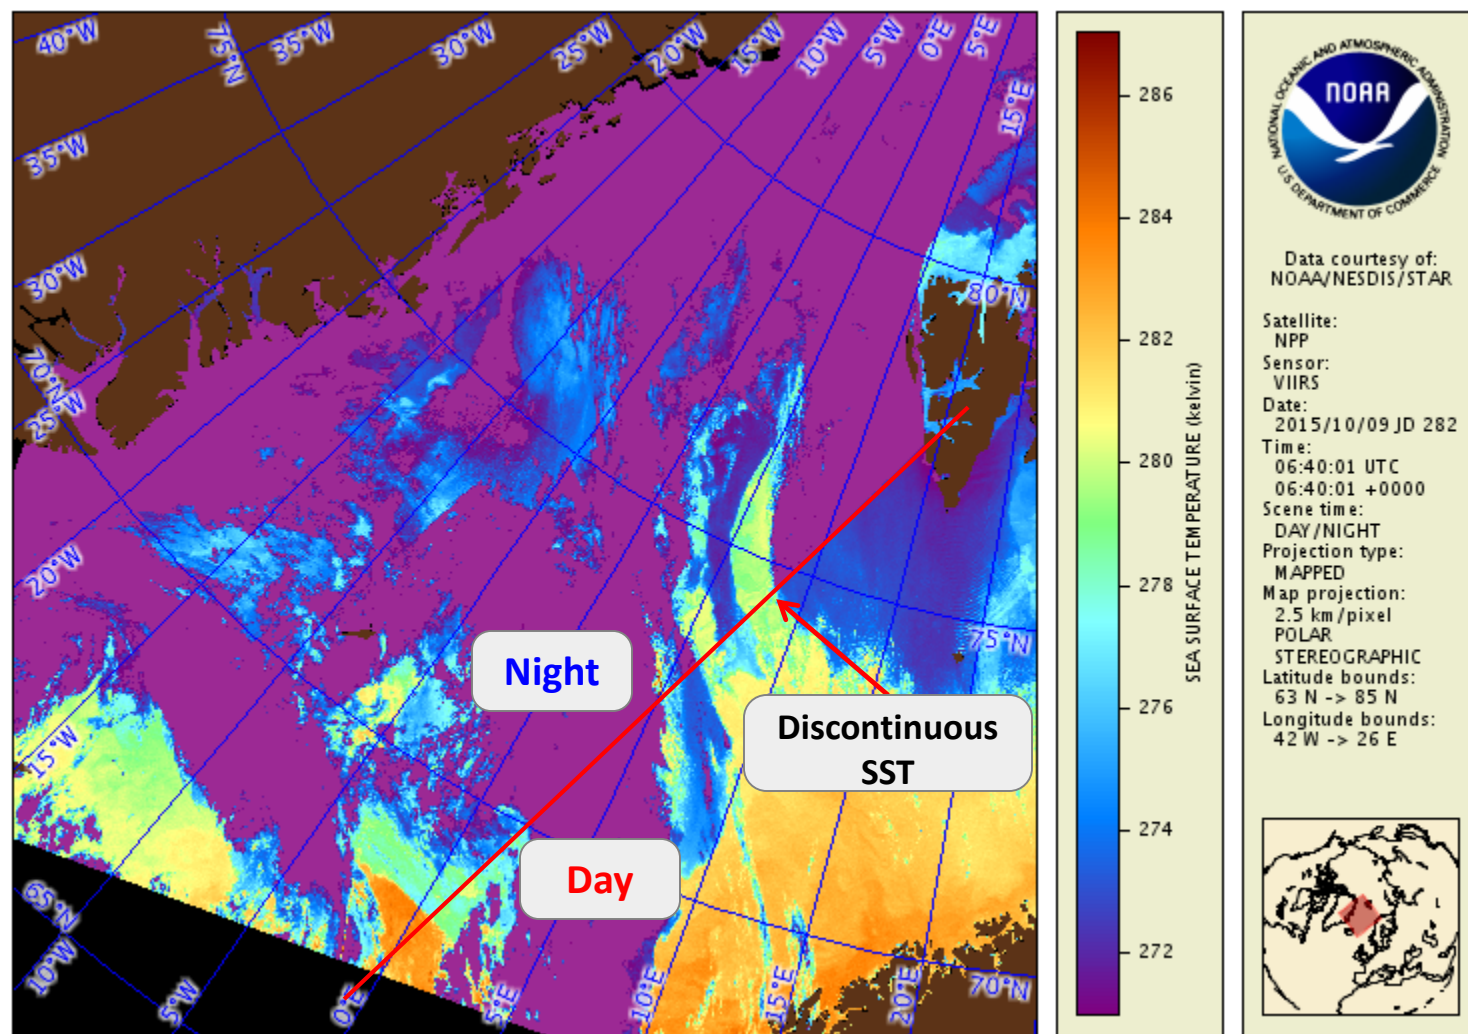 40°W
75°N
35°W
30°W
25°W
20°W
15°W
10°W
5°W
0°E
5°E
15°E
35°W
30°W
80°N
70°N
25°W
20°W
75°N
15°W
Night
Discontinuous
SST
Day
65°N
10°W
5°W
0°E
5°E
10°E
15°E
20°E
70°N
286
284
282
280
278
276
274
272
SEA SURFACE TEMPERATURE (kelvin)
NATIONAL OCEANIC AND ATMOSPHERIC ADMINISTRATION
NOAA
U.S. DEPARTMENT OF COMMERCE
Data courtesy of:
NOAA/NESDIS/STAR
Satellite:
NPP
Sensor:
VIIRS
Date:
2015/10/09 JD 282
Time:
06:40:01 UTC
06:40:01 +0000
Scene time:
DAY/NIGHT
Projection type:
MAPPED
Map projection:
2.5 km/pixel
POLAR
STEREOGRAPHIC
Latitude bounds:
63 N -> 85 N
Longitude bounds:
42 W -> 26 E